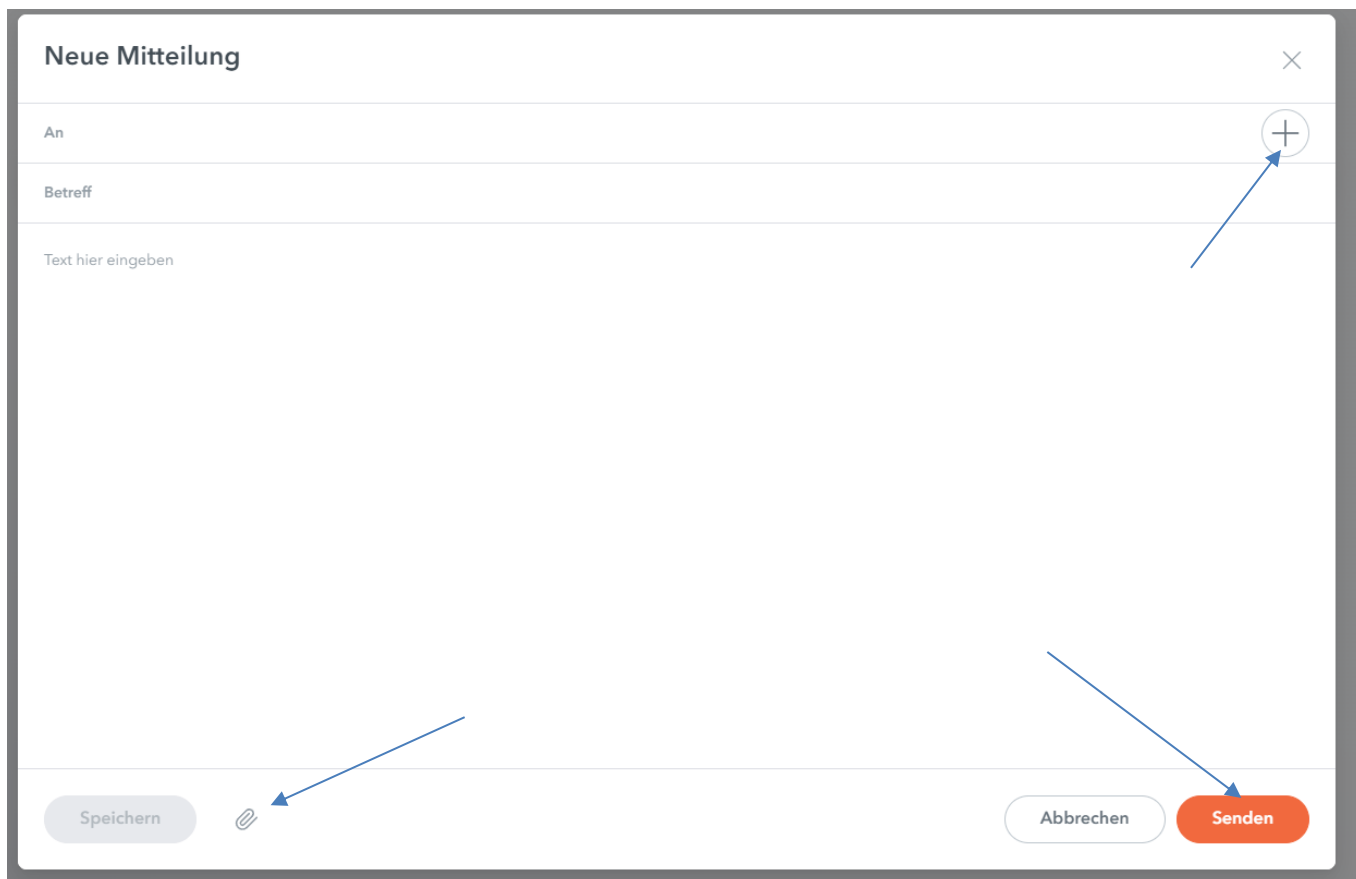 Neue Mitteilung
An
Betreff
Text hier eingeben
Speichern Abbrechen Senden